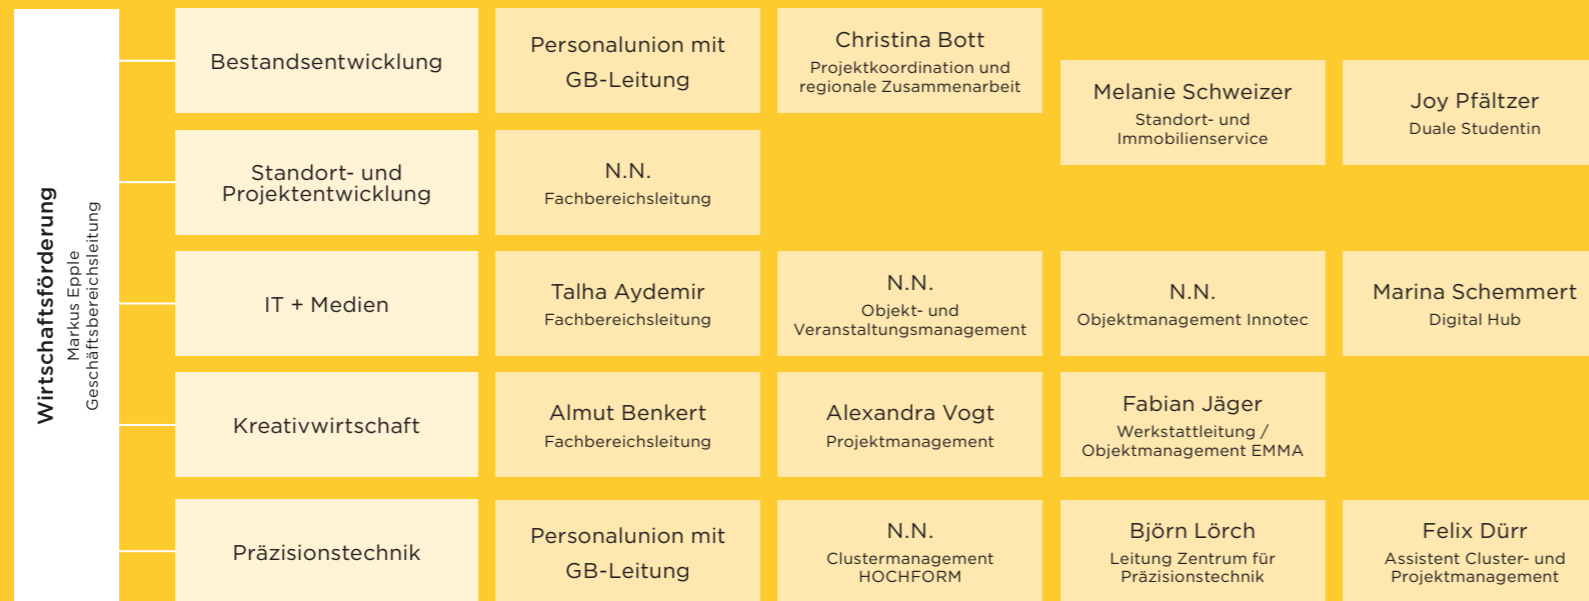 Wirtschaftsförderung
Markus Epple
Geschäftsbereichsleitung
Bestandsentwicklung
Personalunion mit
GB-Leitung
Christina Bott
Projektkoordination und
regionale Zusammenarbeit
Melanie Schweizer
Standort- und
Immobilienservice
Joy Pfältzer
Duale Studentin
Standort- und
Projektentwicklung
N.N.
Fachbereichsleitung
IT + Medien
Talha Aydemir
Fachbereichsleitung
N.N.
Objekt- und
Veranstaltungsmanagement
N.N.
Objektmanagement Innotec
Marina Schemmert
Digital Hub
Kreativwirtschaft
Almut Benkert
Fachbereichsleitung
Alexandra Vogt
Projektmanagement
Fabian Jäger
Werkstattleitung /
Objektmanagement EMMA
Präzisionstechnik
Personalunion mit
GB-Leitung
N.N.
Clustermanagement
HOCHFORM
Björn Lörch
Leitung Zentrum für
Präzisionstechnik
Felix Dürr
Assistent Cluster- und
Projektmanagement